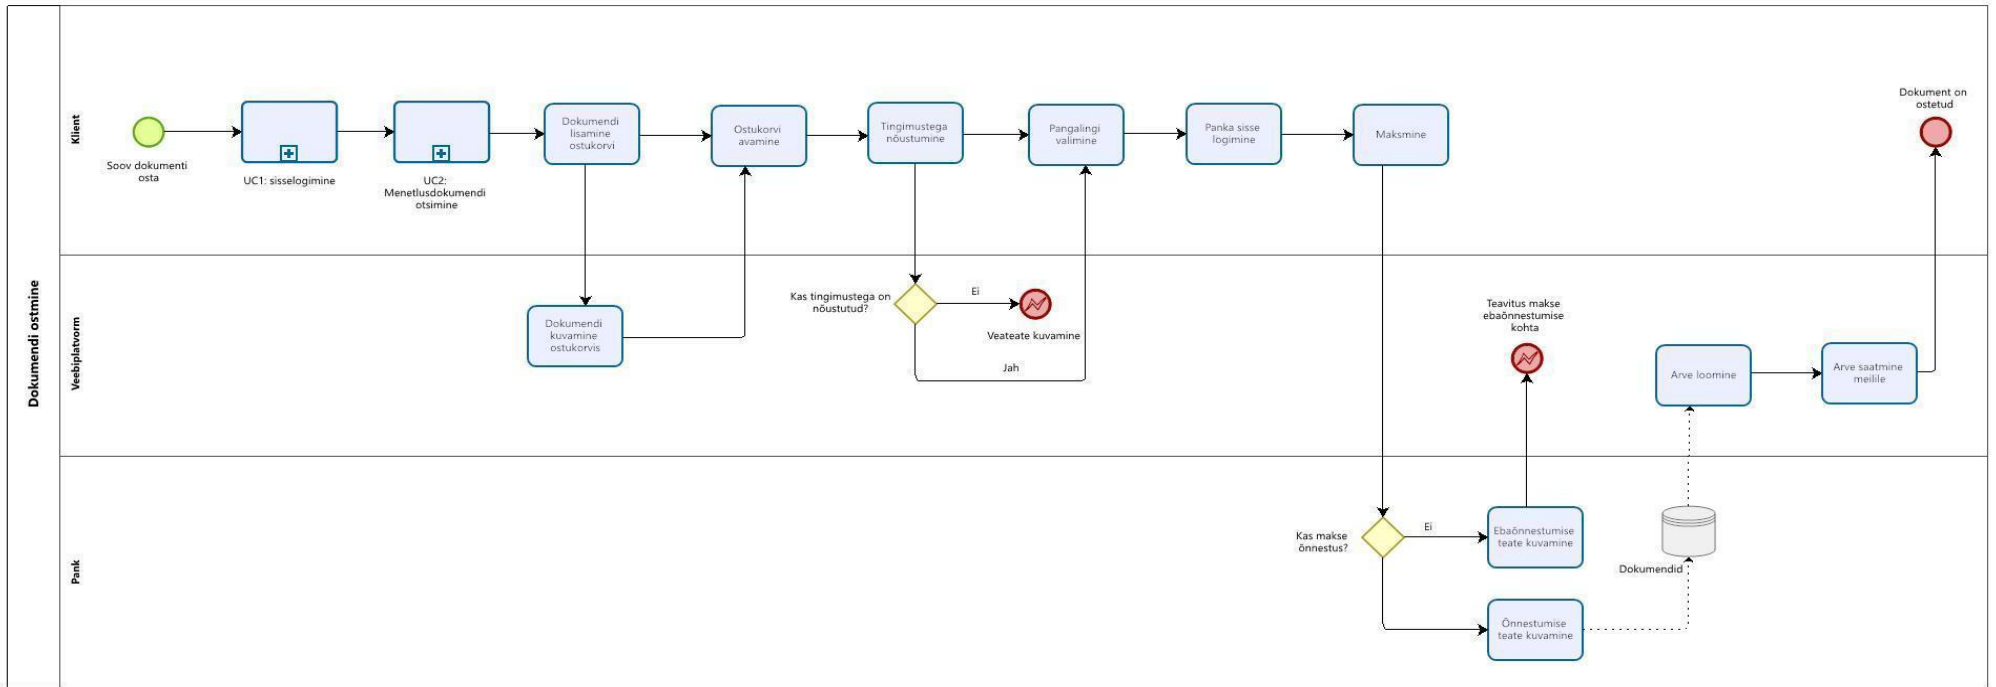 Dokumendi ostmine
Klient
Soov dokumenti
osta
UC1: sisselogimine
UC2:
Menetlusdokumendi
otsimine
Dokumendi
lisamine
ostukorvi
Ostukorvi
avamine
Tingimustega
nõustumine
Pangalingi
valimine
Panka sisse
logimine
Maksmine
Dokument on
ostetud
Veebiplatvorm
Dokumendi
kuvamine
ostukorvis
Kas tingimustega on
nõustutud?
Ei
Veateate kuvamine
Jah
Teavitus makse
ebaõnnestumise
kohta
Arve loomine
Arve saatmine
meilile
Pank
Kas makse
õnnestus?
Ei
Ebaõnnestumise
teate kuvamine
Dokumendid
Õnnestumise
teate kuvamine